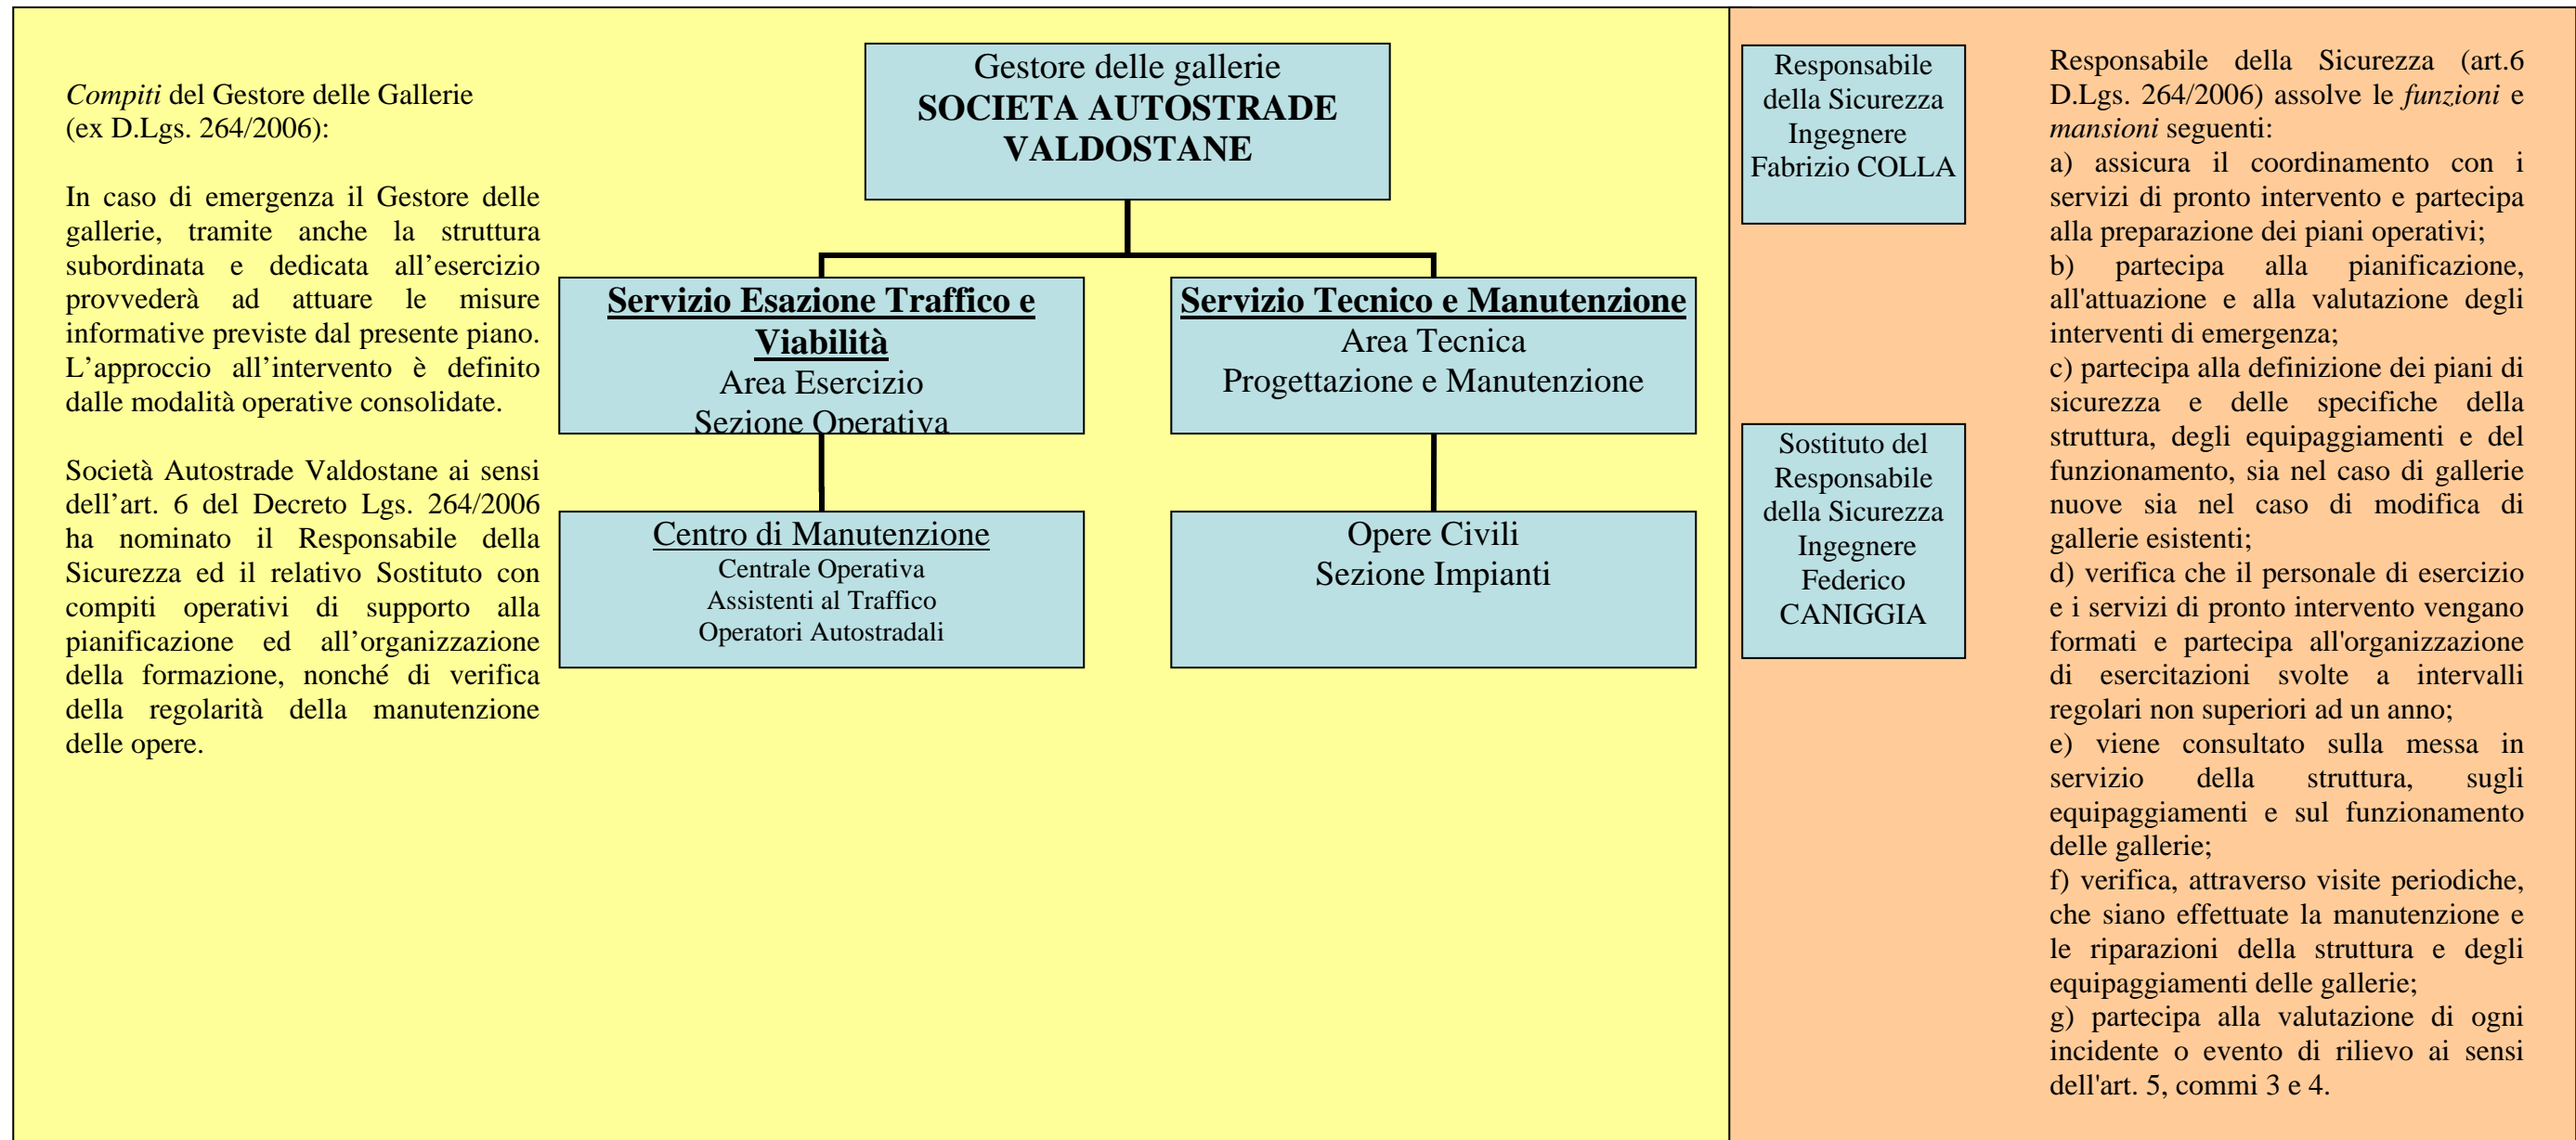 Compiti del Gestore delle Gallerie
(ex D.Lgs. 264/2006):
In caso di emergenza il Gestore delle
gallerie, tramite anche la struttura
subordinata e dedicata all’esercizio
provvederà ad attuare le misure
informative previste dal presente piano.
L’approccio all’intervento è definito
dalle modalità operative consolidate.
Società Autostrade Valdostane ai sensi
dell’art. 6 del Decreto Lgs. 264/2006
ha nominato il Responsabile della
Sicurezza ed il relativo Sostituto con
compiti operativi di supporto alla
pianificazione ed all’organizzazione
della formazione, nonché di verifica
della regolarità della manutenzione
delle opere.
Gestore delle gallerie
SOCIETA AUTOSTRADE
VALDOSTANE
Servizio Esazione Traffico e
Viabilità
Area Esercizio
Sezione Operativa
Servizio Tecnico e Manutenzione
Area Tecnica
Progettazione e Manutenzione
Centro di Manutenzione
Centrale Operativa
Assistenti al Traffico
Operatori Autostradali
Opere Civili
Sezione Impianti
Responsabile
della Sicurezza
Ingegnere
Fabrizio COLLA
Sostituto del
Responsabile
della Sicurezza
Ingegnere
Federico
CANIGGIA
Responsabile della Sicurezza (art.6
D.Lgs. 264/2006) assolve le funzioni e
mansioni seguenti:
a) assicura il coordinamento con i
servizi di pronto intervento e partecipa
alla preparazione dei piani operativi;
b) partecipa alla pianificazione,
all'attuazione e alla valutazione degli
interventi di emergenza;
c) partecipa alla definizione dei piani di
sicurezza e delle specifiche della
struttura, degli equipaggiamenti e del
funzionamento, sia nel caso di gallerie
nuove sia nel caso di modifica di
gallerie esistenti;
d) verifica che il personale di esercizio
e i servizi di pronto intervento vengano
formati e partecipa all'organizzazione
di esercitazioni svolte a intervalli
regolari non superiori ad un anno;
e) viene consultato sulla messa in
servizio della struttura, sugli
equipaggiamenti e sul funzionamento
delle gallerie;
f) verifica, attraverso visite periodiche,
che siano effettuate la manutenzione e
le riparazioni della struttura e degli
equipaggiamenti delle gallerie;
g) partecipa alla valutazione di ogni
incidente o evento di rilievo ai sensi
dell'art. 5, commi 3 e 4.